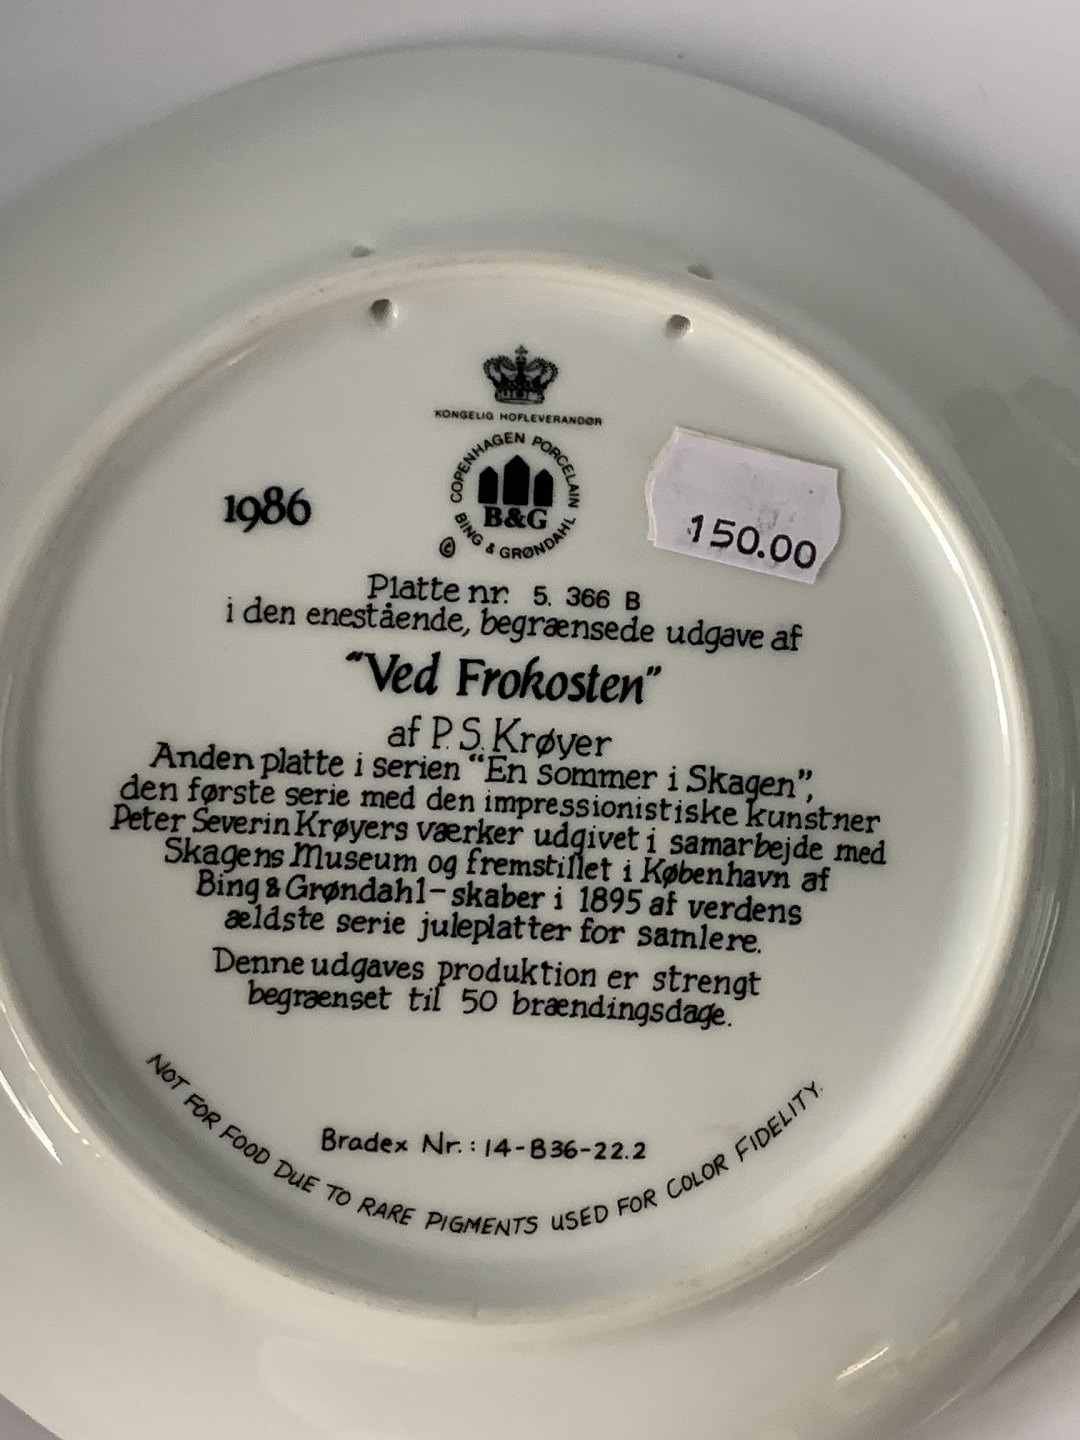 KONGELIG HOFLEVERANDØR
COPENHAGEN PORCELAIN
B&G
BING & GRØNDAHL
©
1986
150.00
Platte nr. 5. 366 B
i den enestående, begrænsede udgave af
"Ved Frokosten"
af P. S. Krøyer
Anden platte i serien "En sommer i Skagen",
den første serie med den impressionistiske kunstner
Peter Severin Krøyers værker udgivet i samarbejde med
Skagens Museum og fremstillet i København af
Bing & Grøndahl - skaber i 1895 af verdens
ældste serie juleplatter for samlere.
Denne udgaves produktion er strengt
begrænset til 50 brændingsdage.
Bradex Nr.: 14-B36-22.2
NOT FOR FOOD DUE TO RARE PIGMENTS USED FOR COLOR FIDELITY.